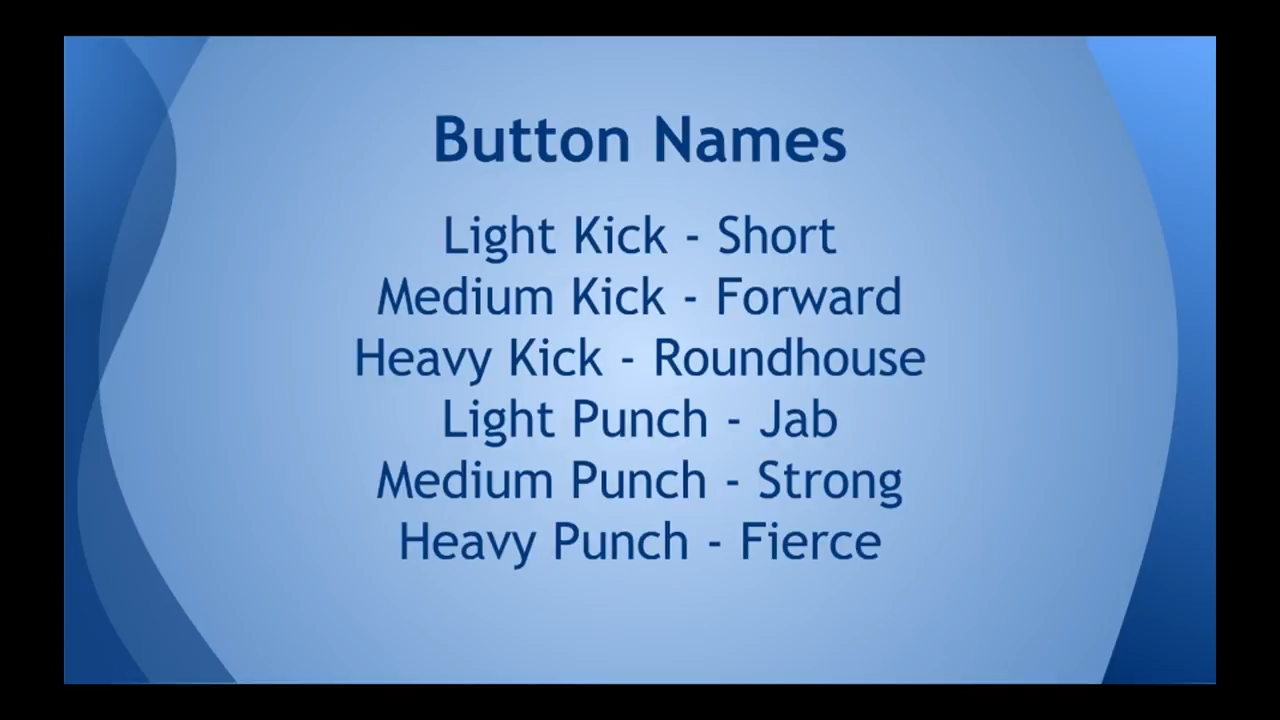 Button Names
Light Kick - Short
Medium Kick - Forward
Heavy Kick - Roundhouse
Light Punch - Jab
Medium Punch - Strong
Heavy Punch - Fierce